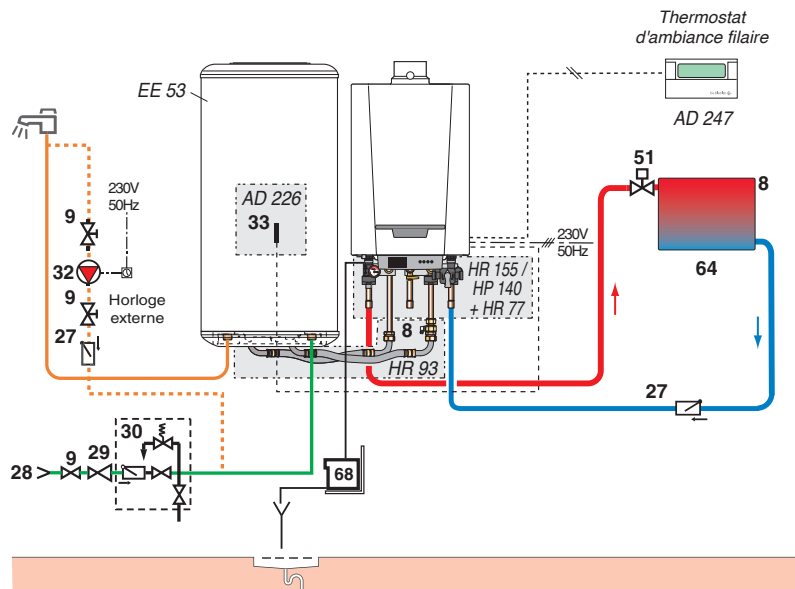 Thermostat
d'ambiance filaire
AD 247
EE 53
230V
50Hz
9
32
9
Horloge
externe
27
AD 226
33
51
8
64
230V
50Hz
HR 155 /
HP 140
+ HR 77
8
HR 93
27
30
28
9
29
68